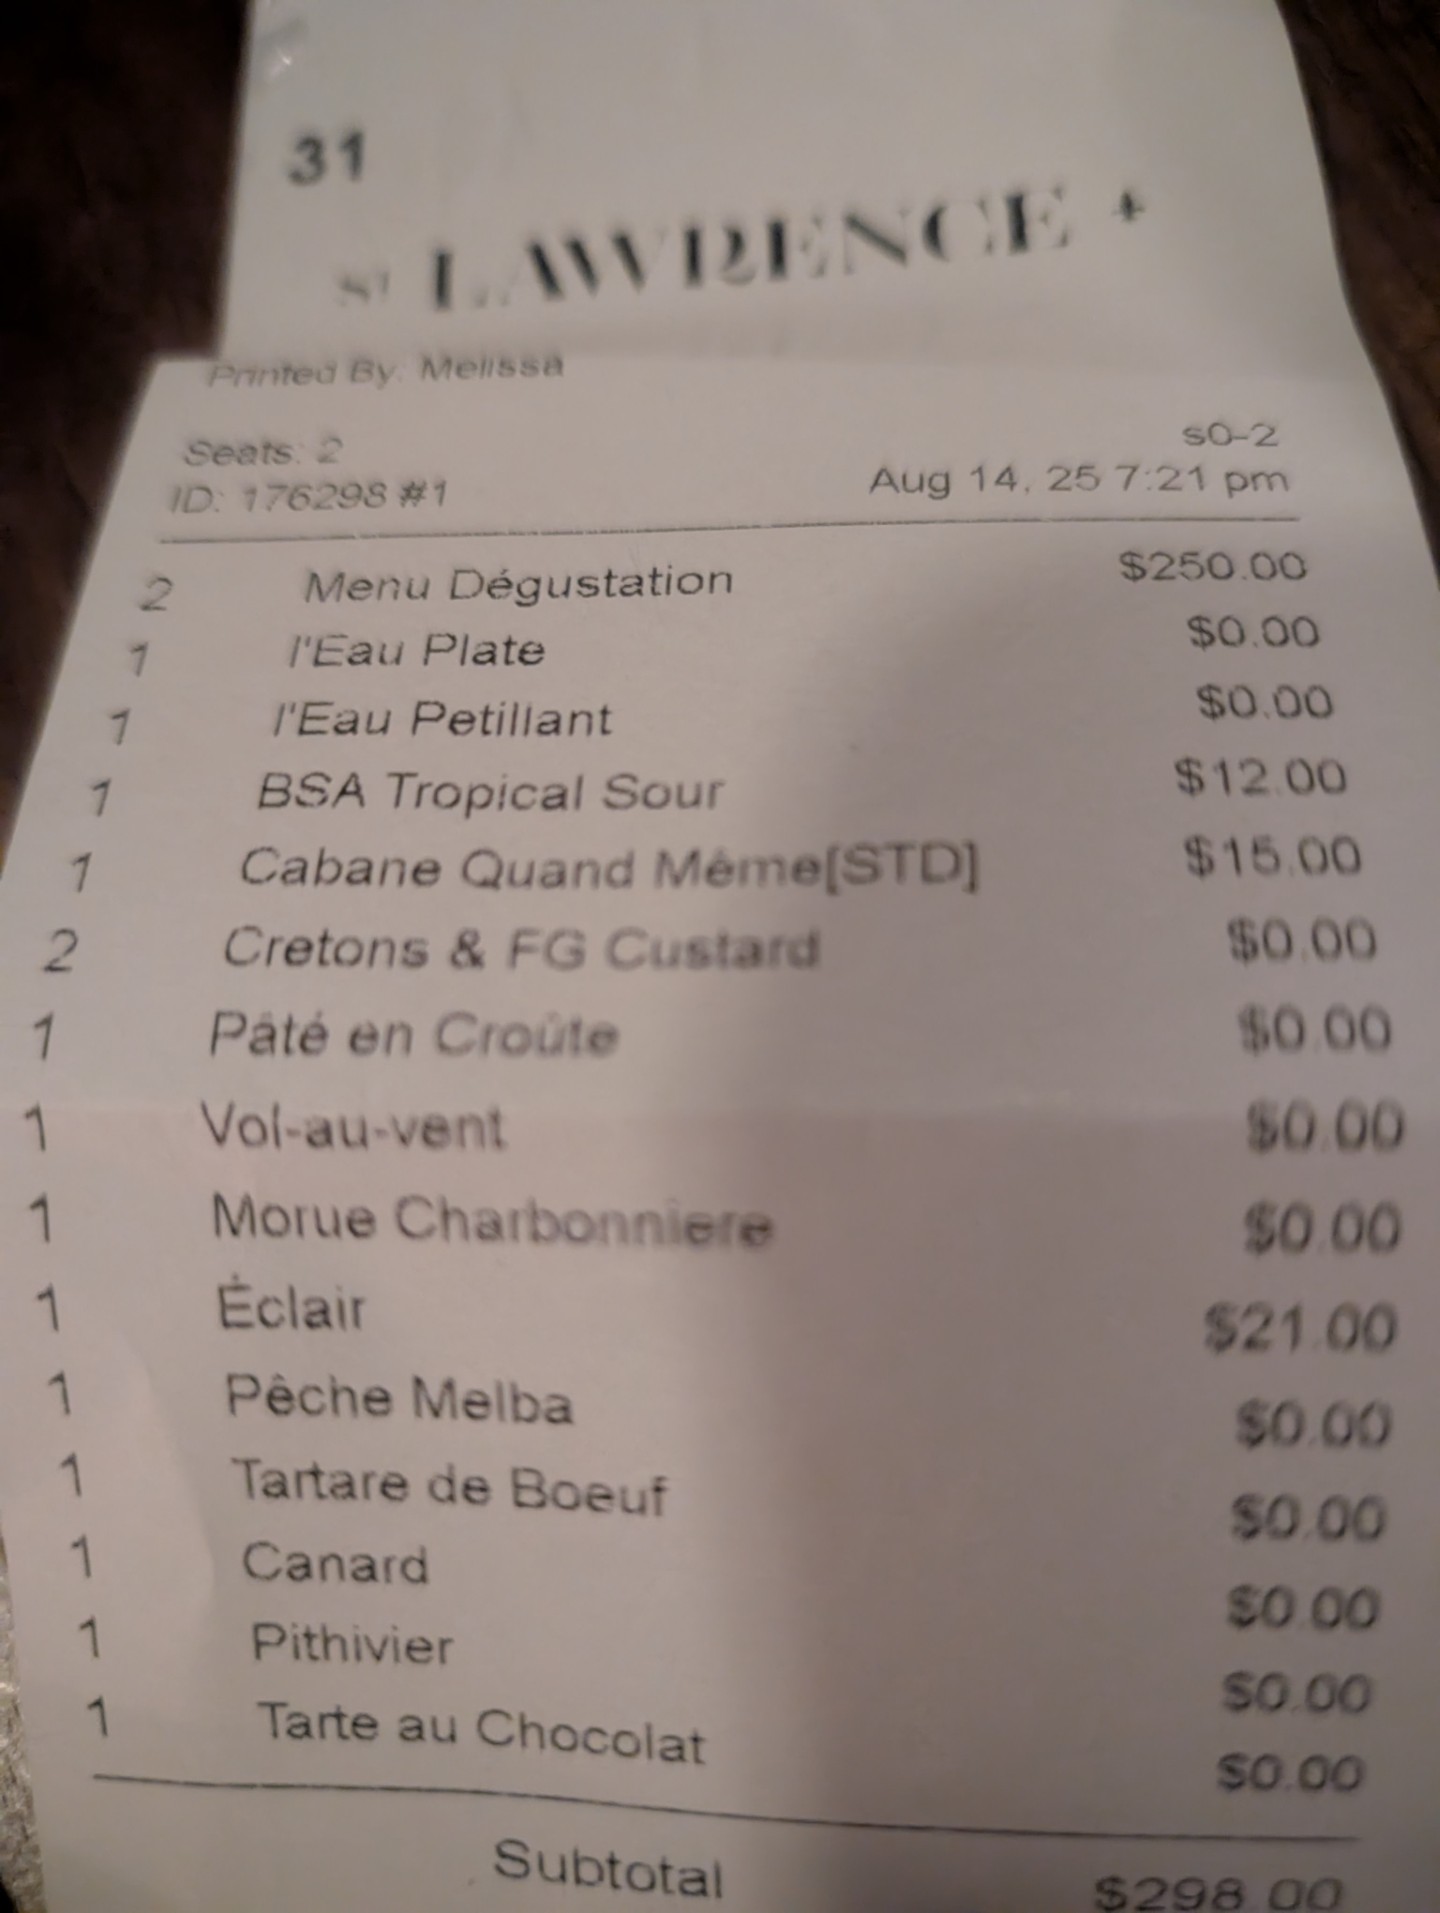 31
ST LAWRENCE
Printed By: Melissa
Seats: 2 sO-2
ID: 176298 #1 Aug 14, 25 7:21 pm
2 Menu Dégustation $250.00
1 l'Eau Plate $0.00
1 l'Eau Petillant $0.00
1 BSA Tropical Sour $12.00
1 Cabane Quand Même[STD] $15.00
2 Cretons & FG Custard $0.00
1 Pâté en Croûte $0.00
1 Vol-au-vent $0.00
1 Morue Charbonniere $0.00
1 Éclair $21.00
1 Pêche Melba $0.00
1 Tartare de Boeuf $0.00
1 Canard $0.00
1 Pithivier $0.00
1 Tarte au Chocolat $0.00
Subtotal $298.00